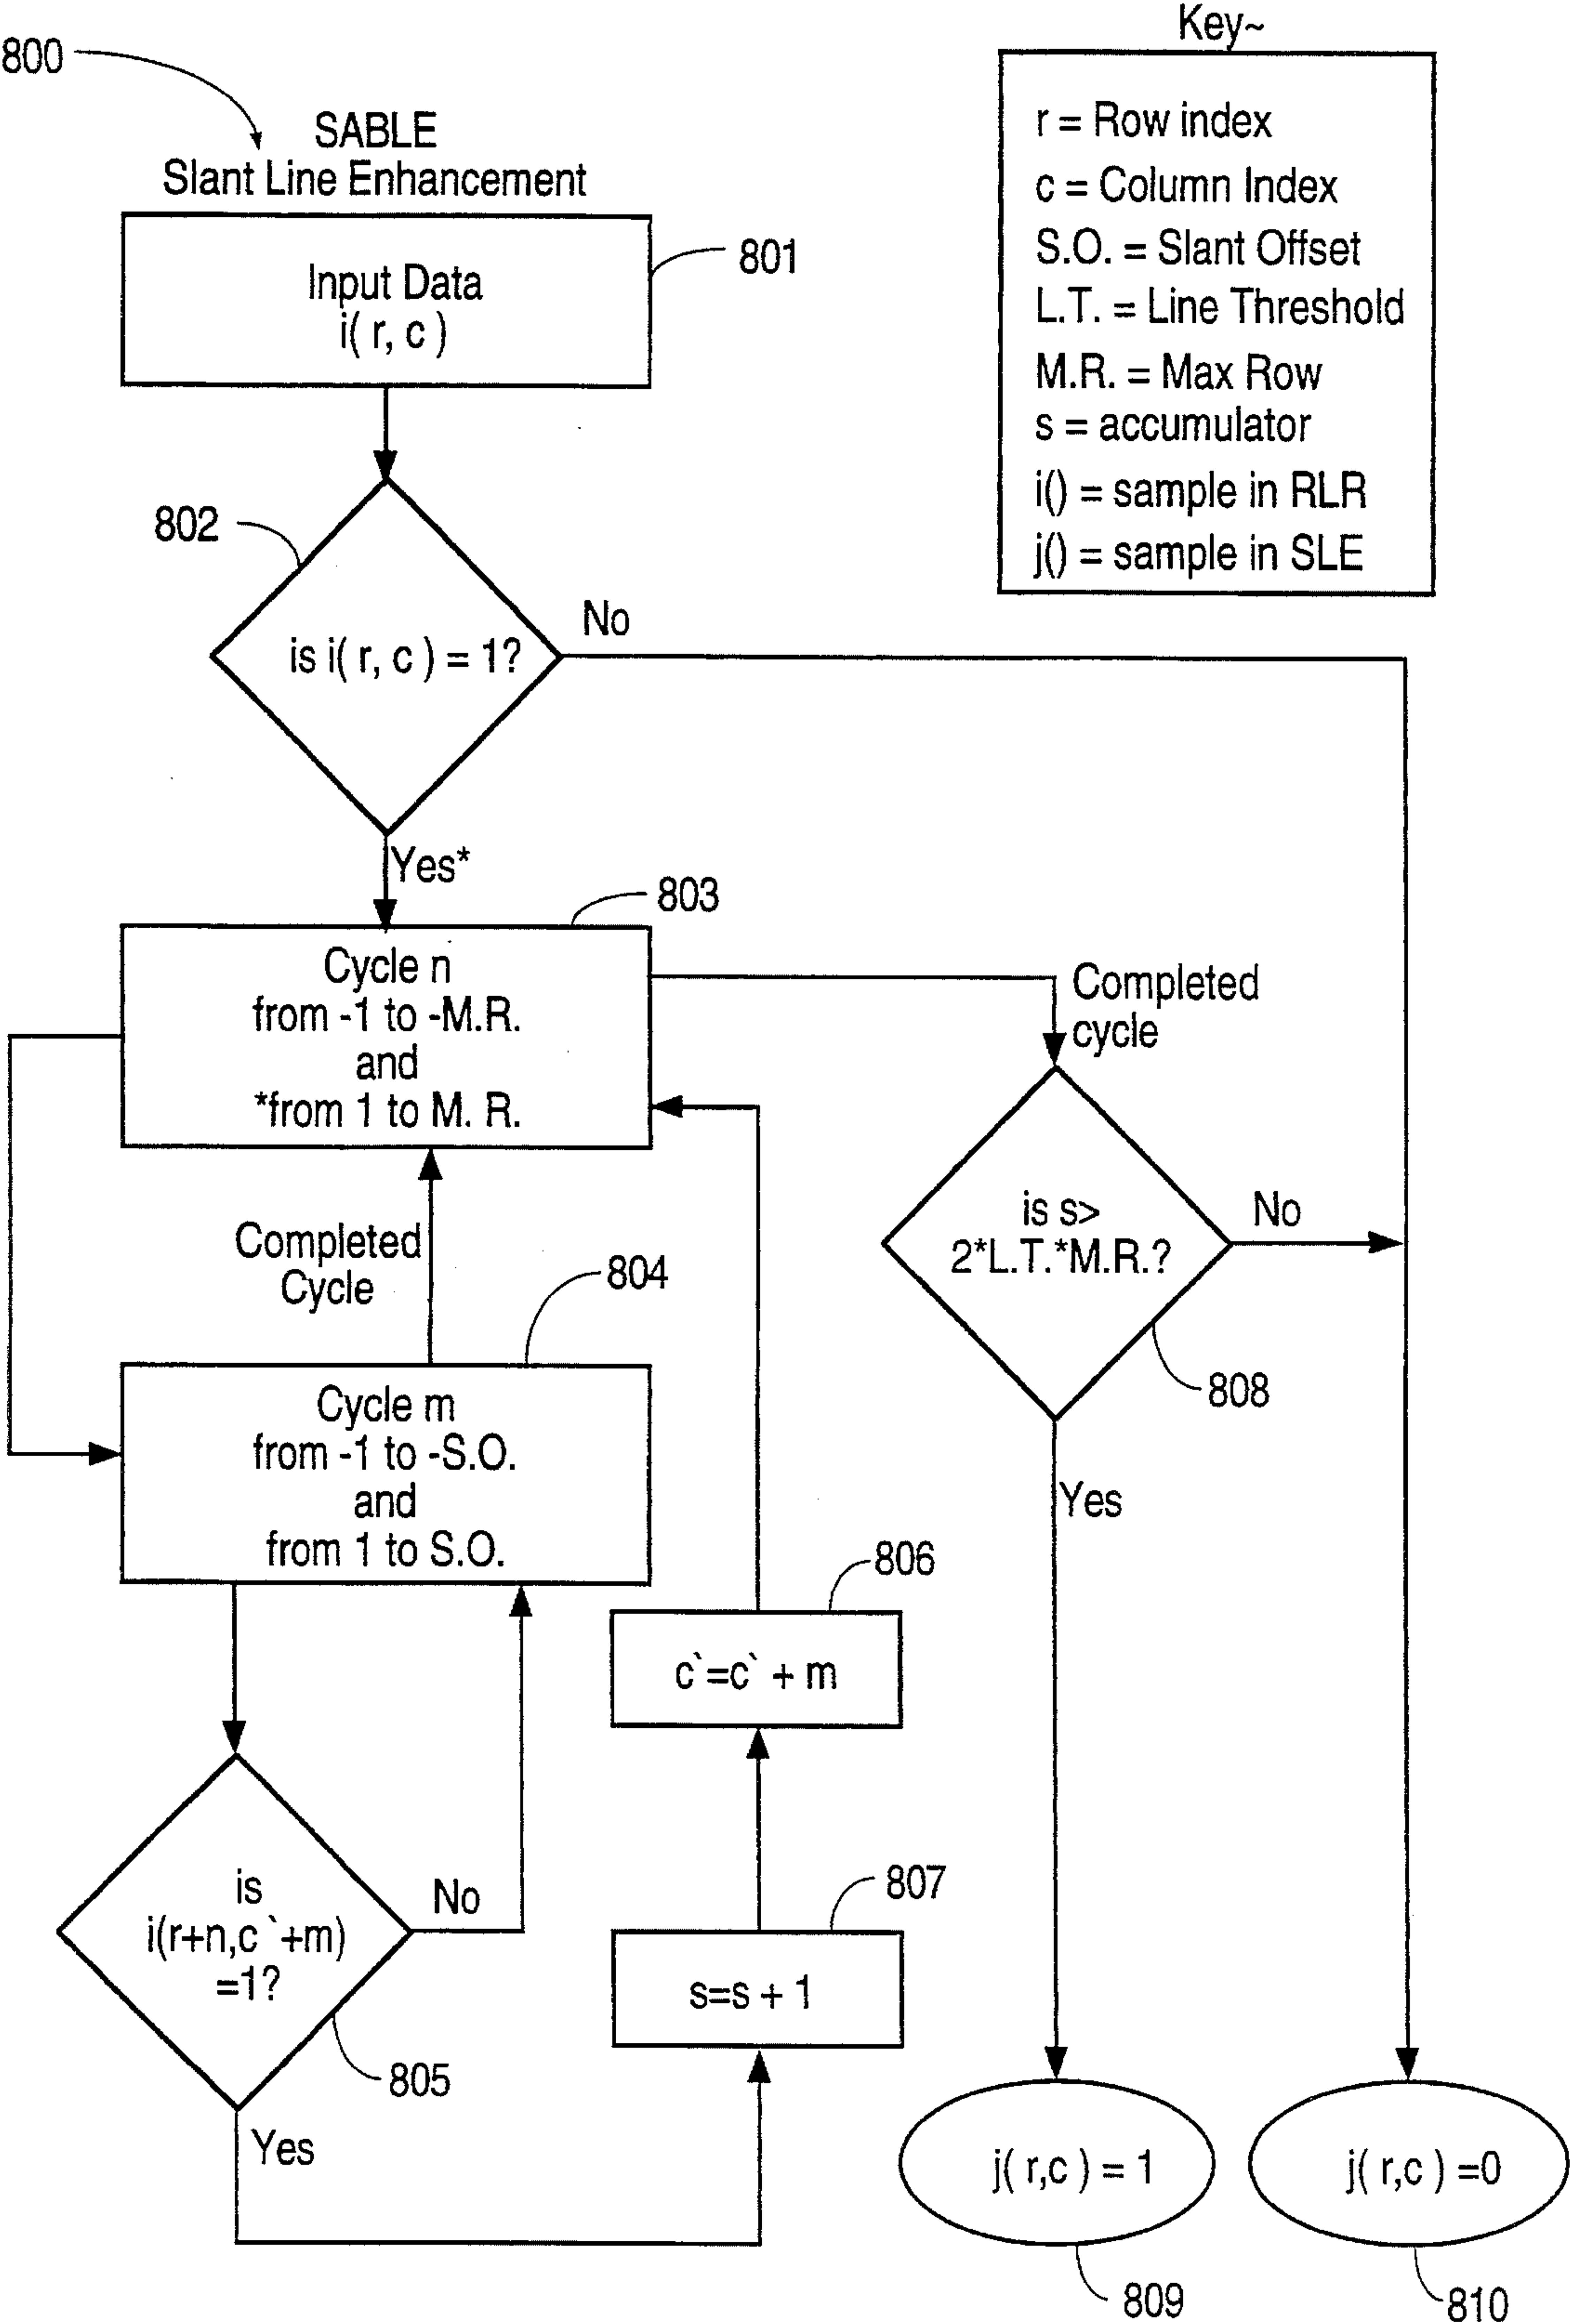 800
SABLE
Slant Line Enhancement
Input Data
i( r, c )
801
Key~
r = Row index
c = Column Index
S.O. = Slant Offset
L.T. = Line Threshold
M.R. = Max Row
s = accumulator
i() = sample in RLR
j() = sample in SLE
802
is i( r, c ) = 1?
No
Yes*
803
Cycle n
from -1 to -M.R.
and
*from 1 to M. R.
Completed
cycle
is s>
2*L.T.*M.R.?
No
808
Yes
Completed
Cycle
804
Cycle m
from -1 to -S.O.
and
from 1 to S.O.
806
c`=c` + m
807
s=s + 1
is
i(r+n,c `+m)
=1?
No
805
Yes
j( r,c ) = 1
809
j( r,c ) =0
810